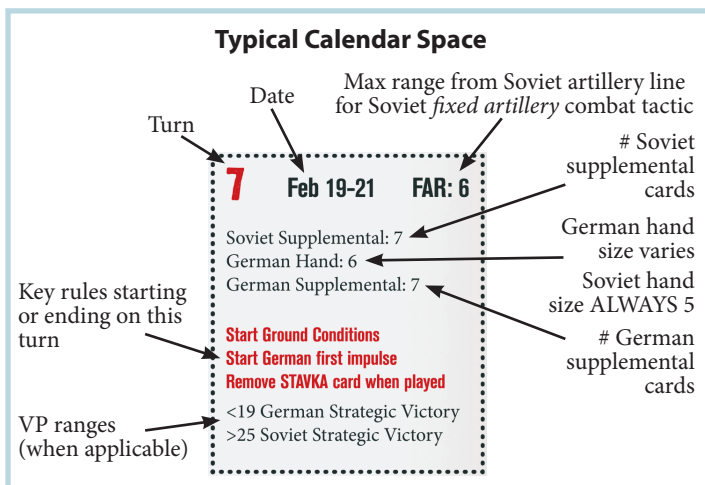 Typical Calendar Space
Max range from Soviet artillery line
for Soviet fixed artillery combat tactic
Date
Turn
# Soviet
supplemental
cards
7 Feb 19-21 FAR: 6
Soviet Supplemental: 7
German Hand: 6
German Supplemental: 7
German hand
size varies
Soviet hand
size ALWAYS 5
Key rules starting
or ending on this
turn
Start Ground Conditions
Start German first impulse
Remove STAVKA card when played
# German
supplemental
cards
VP ranges
(when applicable)
<19 German Strategic Victory
>25 Soviet Strategic Victory